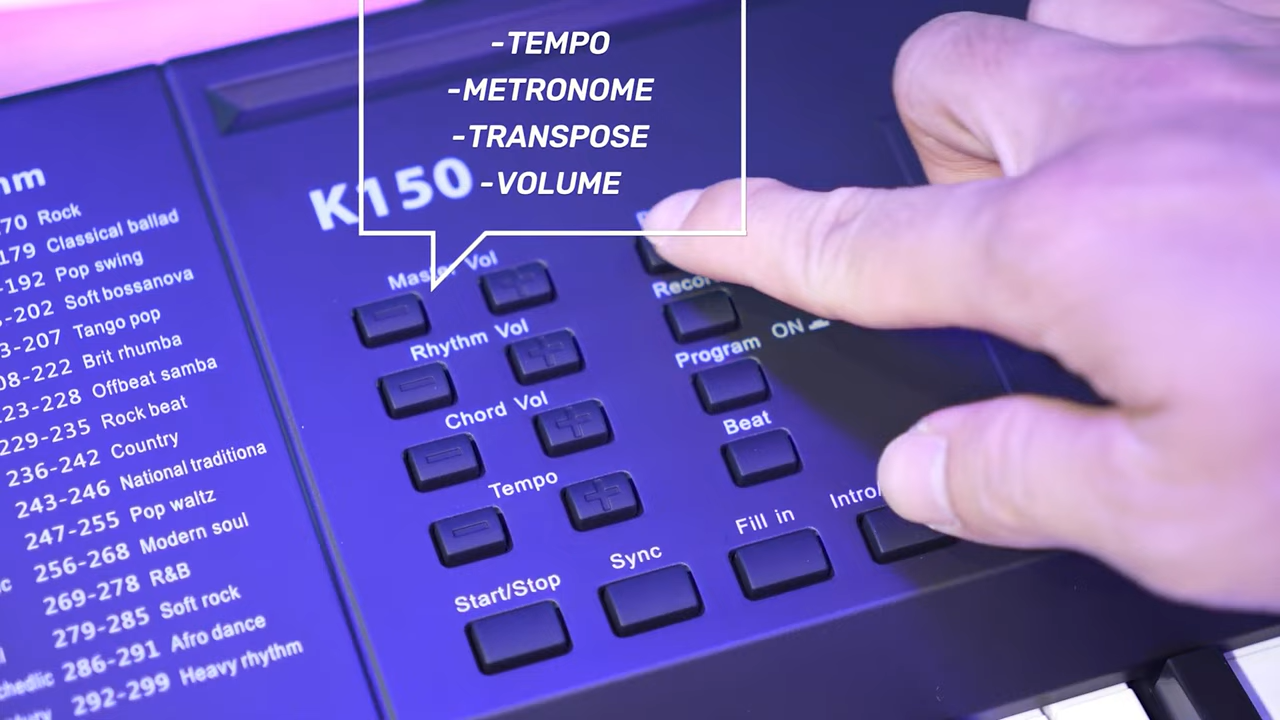 -TEMPO
-METRONOME
-TRANSPOSE
-VOLUME
K150
Rock
179 Classical ballad
-192 Pop swing
-202 Soft bossanova
-207 Tango pop
-222 Brit rhumba
-228 Offbeat samba
229-235 Rock beat
236-242 Country
243-246 National traditiona
247-255 Pop waltz
256-268 Modern soul
269-278 R&B
279-285 Soft rock
286-291 Afro dance
292-299 Heavy rhythm
Master Vol
Rhythm Vol
Chord Vol
Tempo
Start/Stop
Sync
Fill in
Intro/
Record
Program
ON
Beat